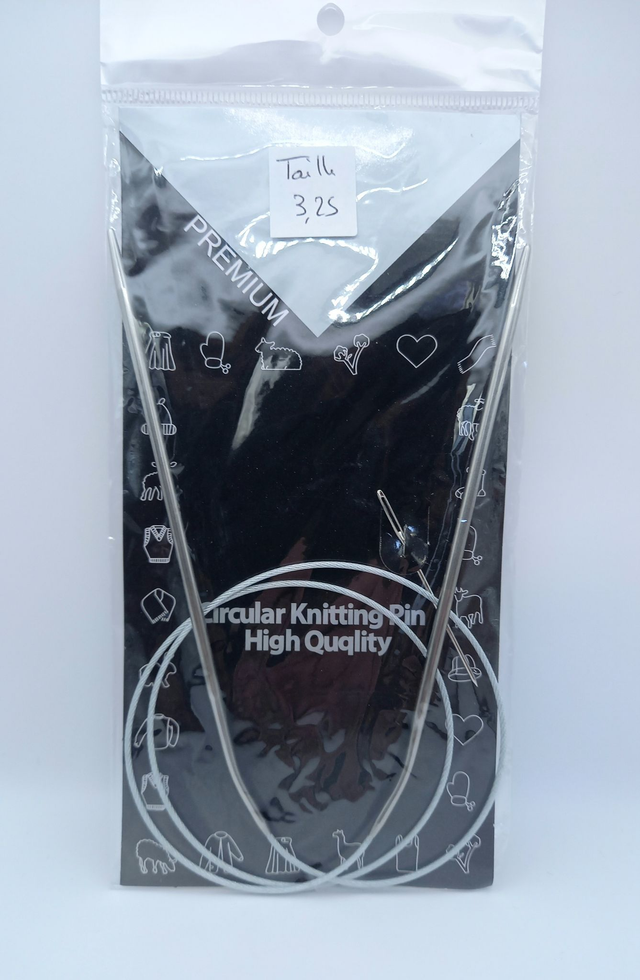 Taille
3,25
PREMIUM
Circular Knitting Pin
High Quqlity